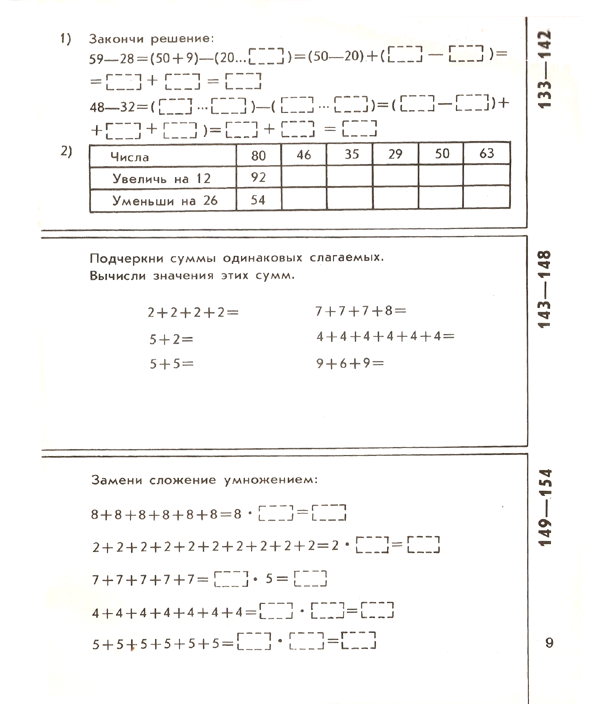 1) Закончи решение:
59—28=(50+9)—(20...[ ])=(50—20)+([ ] — [ ])=
=[ ] + [ ] = [ ]
48—32=([ ] ... [ ])—([ ] ... [ ])=([ ]—[ ])+
+[ ] + [ ])=[ ] + [ ] = [ ]
2) Числа 80 46 35 29 50 63
Увеличь на 12 92
Уменьши на 26 54
133—142
Подчеркни суммы одинаковых слагаемых.
Вычисли значения этих сумм.
2+2+2+2= 7+7+7+8=
5+2= 4+4+4+4+4+4=
5+5= 9+6+9=
143—148
Замени сложение умножением:
8+8+8+8+8+8=8 · [ ]=[ ]
2+2+2+2+2+2+2+2+2+2=2 · [ ]=[ ]
7+7+7+7+7=[ ] · 5=[ ]
4+4+4+4+4+4+4=[ ] · [ ]=[ ]
5+5+5+5+5+5=[ ] · [ ]=[ ]
149—154
9